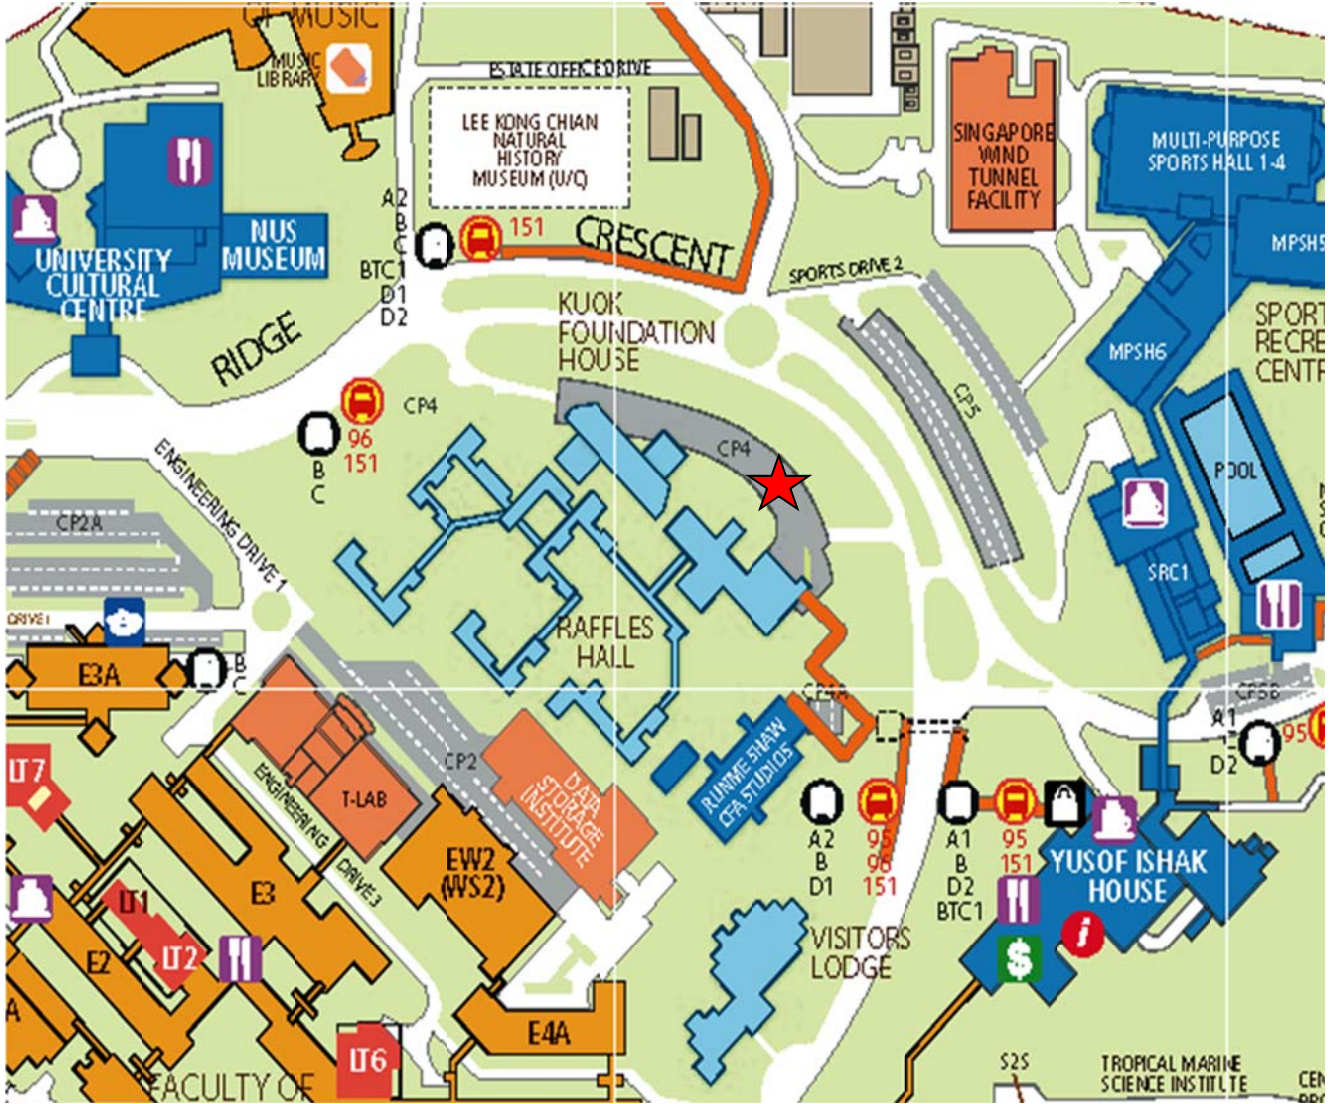 OF MUSIC
MUSIC
LIBRARY
ESTATE OFFICE DRIVE
LEE KONG CHIAN
NATURAL
HISTORY
MUSEUM (U/C)
SINGAPORE
WIND
TUNNEL
FACILITY
MULTI-PURPOSE
SPORTS HALL 1-4
MPSH5
A2
B
C
BTC1
D1
D2
151
CRESCENT
NUS
MUSEUM
UNIVERSITY
CULTURAL
CENTRE
SPORTS DRIVE 2
KUOK
FOUNDATION
HOUSE
RIDGE
SPORT
RECRE
CENTR
MPSH6
CP5
CP4
96
151
B
C
CP4
POOL
ENGINEERING DRIVE 1
CP2A
SRC1
DRIVE 1
RAFFLES
HALL
E3A
B
C
CP4A
CP5B
A1
D2
95
LT7
CP2
T-LAB
ENGINEERING
DRIVE 3
DATA
STORAGE
INSTITUTE
RUNME SHAW
CFA STUDIOS
A2
B
D1
95
96
151
A1
B
D2
BTC1
95
151
YUSOF ISHAK
HOUSE
EW2
(WS2)
E3
LT1
LT2
E2
i
$
VISITORS
LODGE
A
E4A
LT6
FACULTY OF
S2S
TROPICAL MARINE
SCIENCE INSTITUTE
CEN